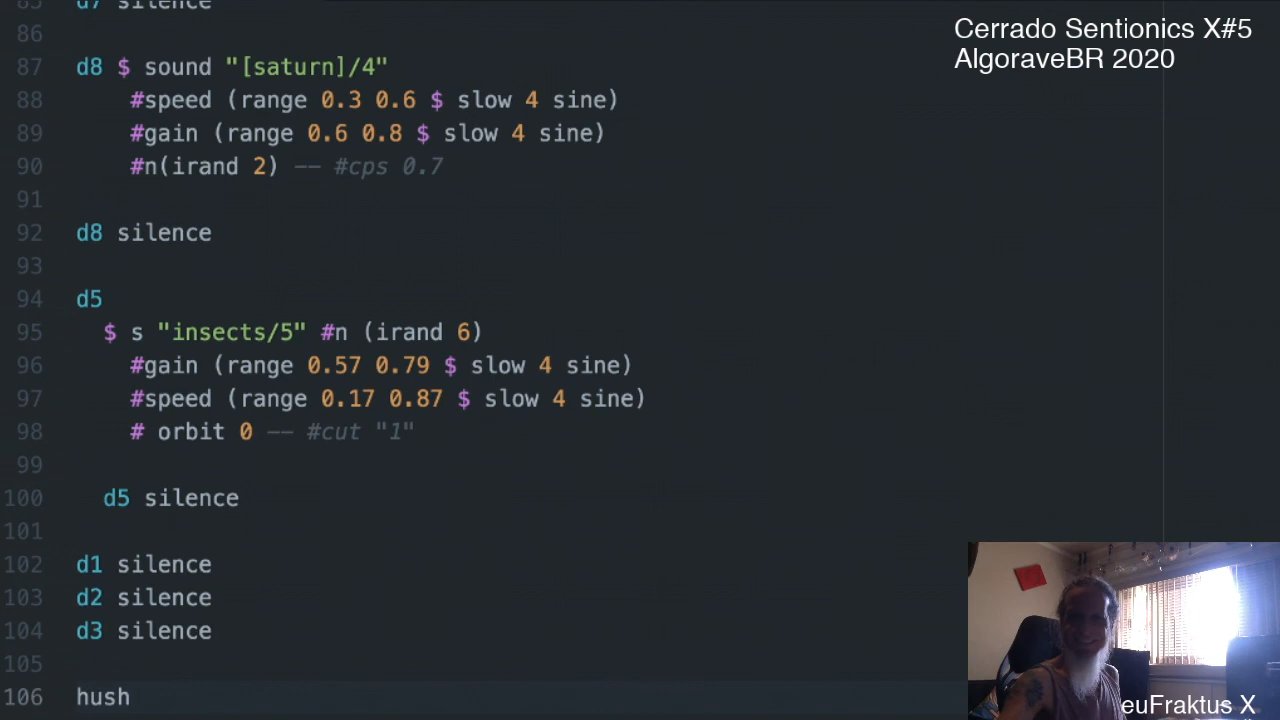 85 d7 silence
86
87 d8 $ sound "[saturn]/4"
88 #speed (range 0.3 0.6 $ slow 4 sine)
89 #gain (range 0.6 0.8 $ slow 4 sine)
90 #n(irand 2) -- #cps 0.7
91
92 d8 silence
93
94 d5
95 $ s "insects/5" #n (irand 6)
96 #gain (range 0.57 0.79 $ slow 4 sine)
97 #speed (range 0.17 0.87 $ slow 4 sine)
98 # orbit 0 -- #cut "1"
99
100 d5 silence
101
102 d1 silence
103 d2 silence
104 d3 silence
105
106 hush
Cerrado Sentionics X#5
AlgoraveBR 2020
euFraktus X